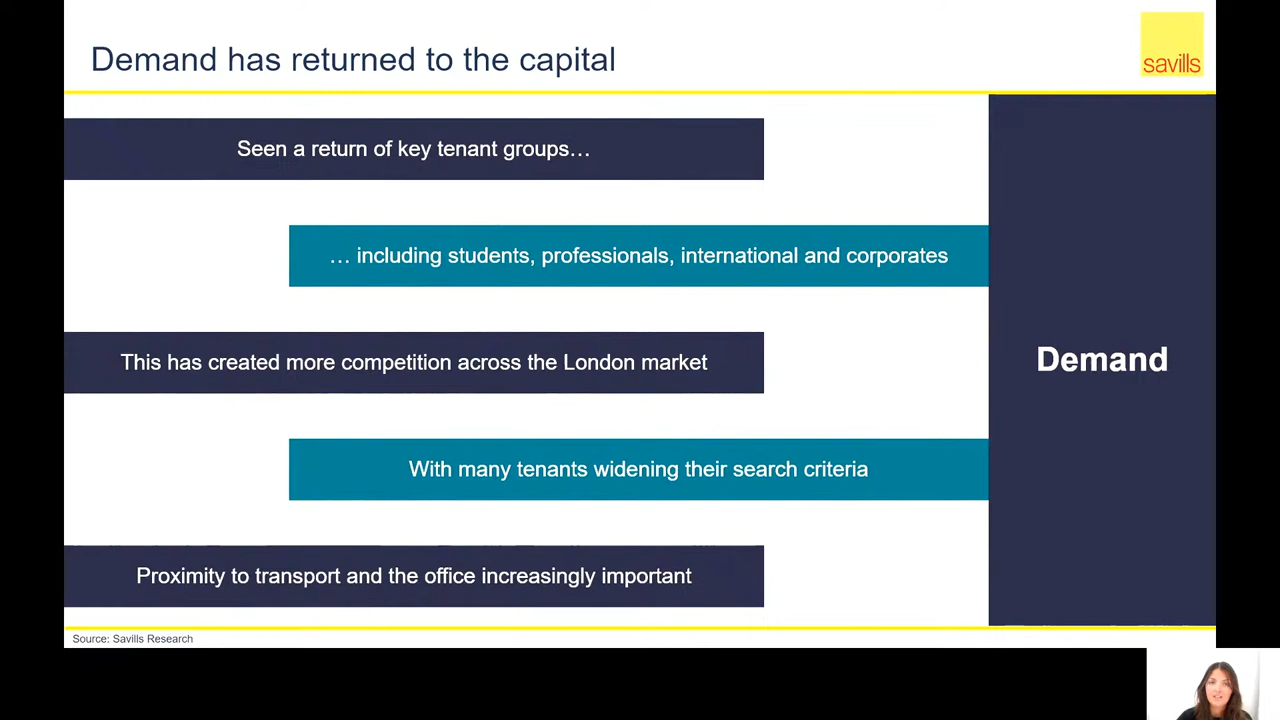 Demand has returned to the capital
savills
Seen a return of key tenant groups…
… including students, professionals, international and corporates
This has created more competition across the London market
Demand
With many tenants widening their search criteria
Proximity to transport and the office increasingly important
Source: Savills Research